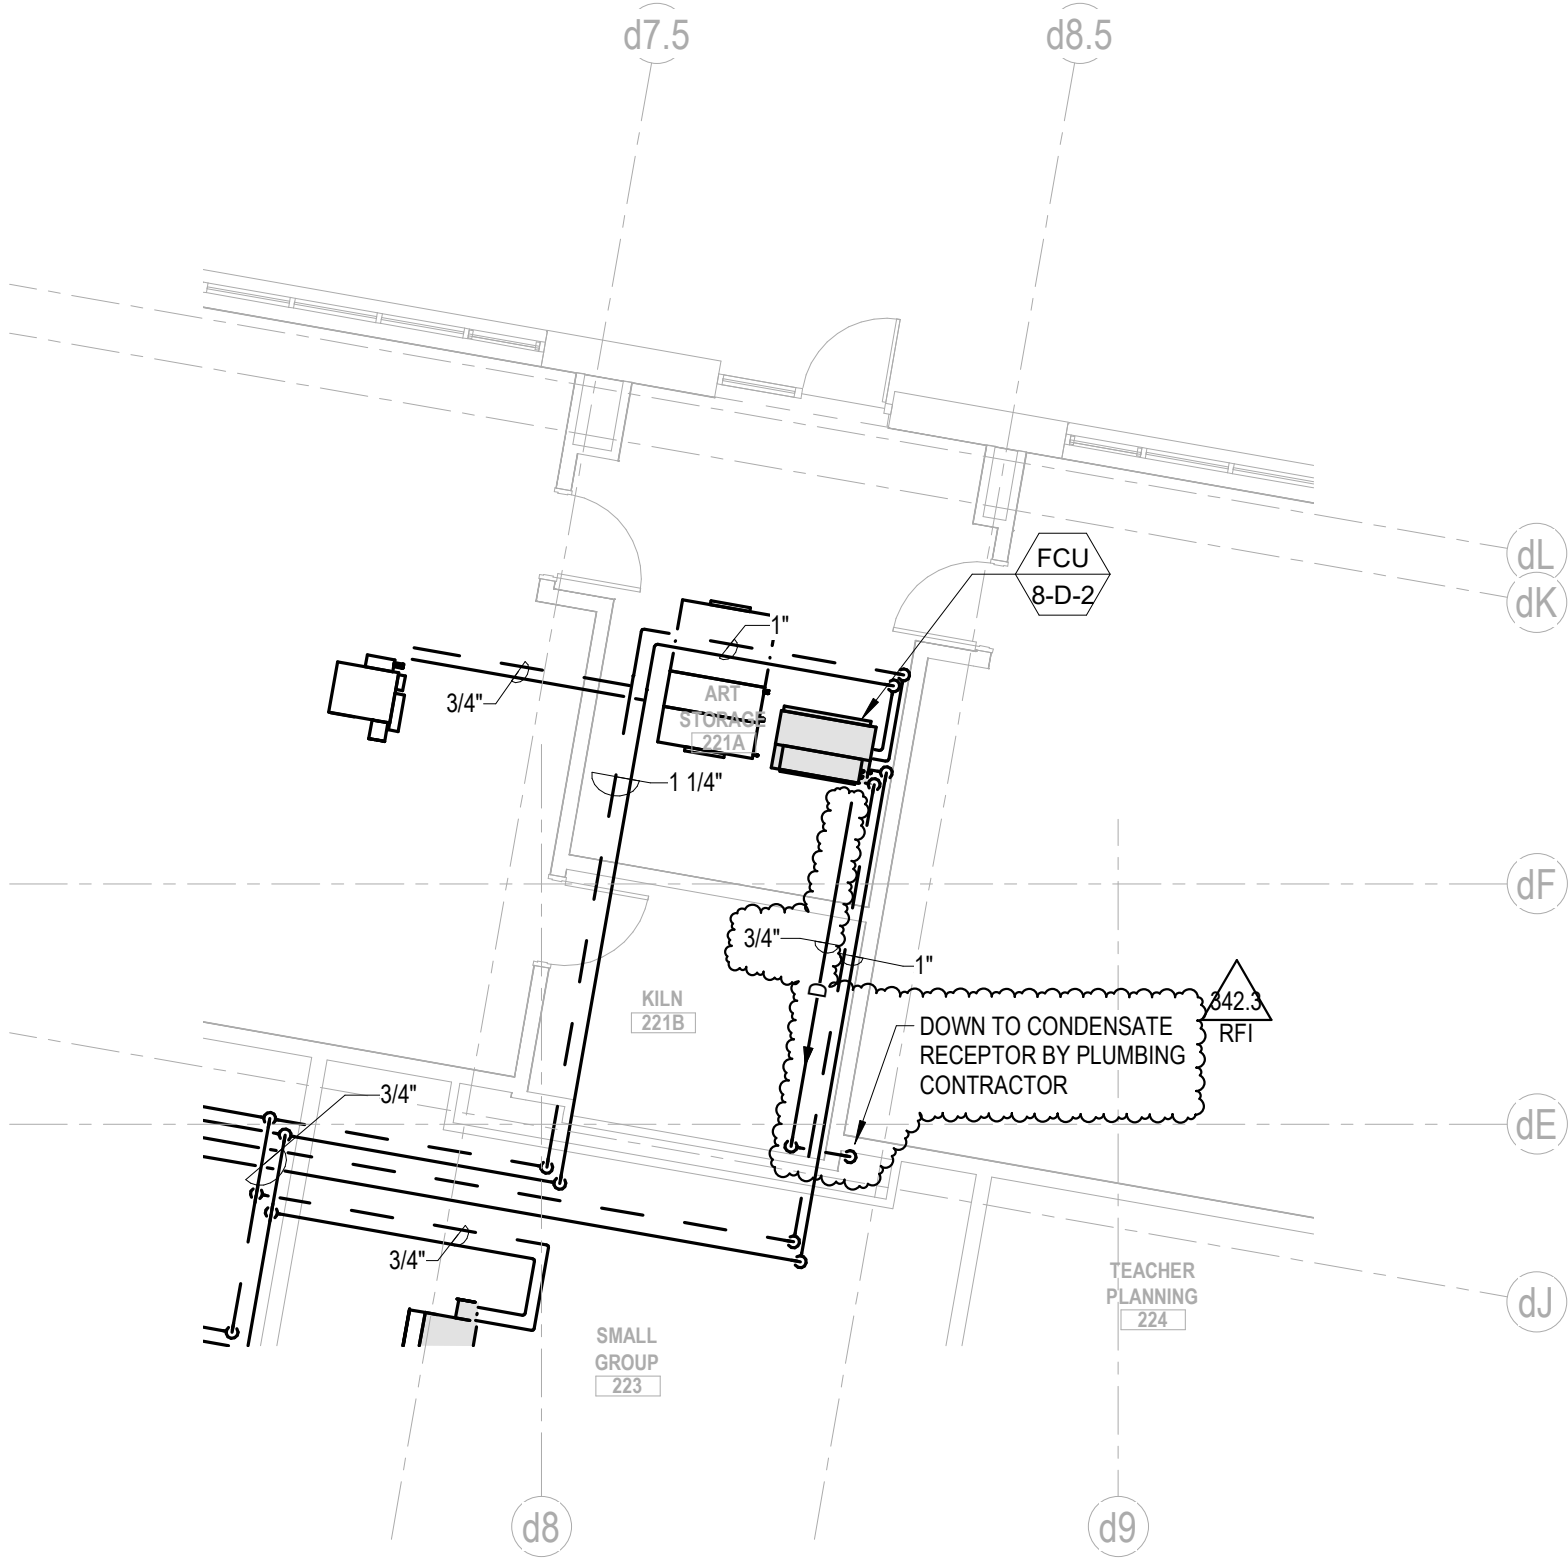 d7.5
d8.5
dL
FCU
8-D-2
dK
1"
3/4"
ART
STORAGE
221A
1 1/4"
dF
3/4"
1"
KILN
221B
342.3
RFI
DOWN TO CONDENSATE
RECEPTOR BY PLUMBING
CONTRACTOR
3/4"
dE
3/4"
TEACHER
PLANNING
224
dJ
SMALL
GROUP
223
d8
d9